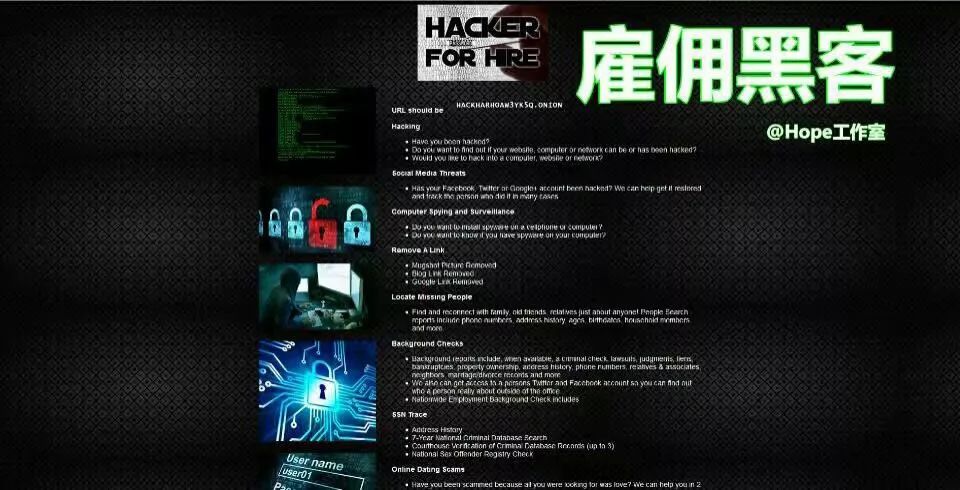 HACKER
FOR HIRE
雇佣黑客
@Hope工作室
URL should be HACKHARHOAW3YK5Q.ONION
Hacking
Have you been hacked?
Do you want to find out if your website, computer or network can be or has been hacked?
Would you like to hack into a computer, website or network?
Social Media Threats
Has your Facebook, Twitter or Google+ account been hacked? We can help get it restored
and track the person who did it in many cases
Computer Spying and Surveillance
Do you want to install spyware on a cellphone or computer?
Do you want to know if you have spyware on your computer?
Remove A Link
Mugshot Picture Removed
Blog Link Removed
Google Link Removed
Locate Missing People
Find and reconnect with family, old friends, relatives just about anyone! People Search
reports include phone numbers, address history, ages, birthdates, household members
and more.
Background Checks
Background reports include, when available, a criminal check, lawsuits, judgments, liens,
bankruptcies, property ownership, address history, phone numbers, relatives & associates,
neighbors, marriage/divorce records and more
We also can get access to a persons Twitter and Facebook account so you can find out
who a person really about outside of the office
Nationwide Employment Background Check includes
SSN Trace
Address History
7-Year National Criminal Database Search
Courthouse Verification of Criminal Database Records (up to 3)
National Sex Offender Registry Check
User name
user01
Online Dating Scams
Have you been scammed because all you were looking for was love? We can help you in 2